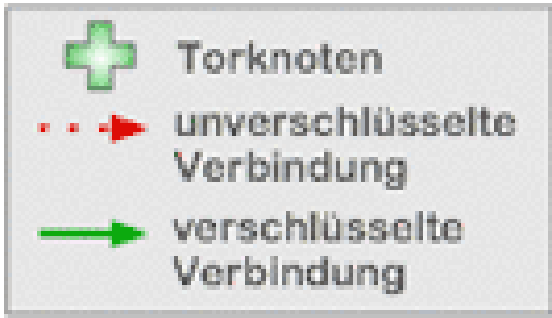 Torknoten
unverschlüsselte
Verbindung
verschlüsselte
Verbindung